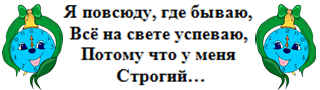 Я повсюду, где бываю,
Всё на свете успеваю,
Потому что у меня
Строгий…